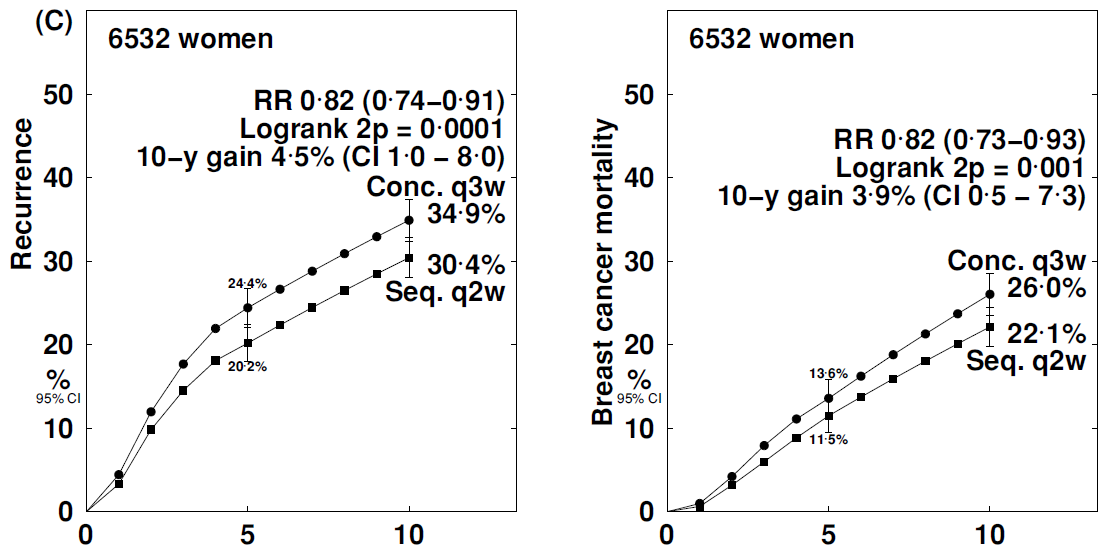 (C)
6532 women
RR 0·82 (0·74−0·91)
Logrank 2p = 0·0001
10−y gain 4·5% (CI 1·0 − 8·0)
Conc. q3w
34·9%
30·4%
Seq. q2w
24·4%
20·2%
Recurrence
50
40
30
20
%
95% CI
10
0
0
5
10
6532 women
RR 0·82 (0·73−0·93)
Logrank 2p = 0·001
10−y gain 3·9% (CI 0·5 − 7·3)
Conc. q3w
26·0%
22·1%
Seq. q2w
13·6%
11·5%
Breast cancer mortality
50
40
30
20
%
95% CI
10
0
0
5
10